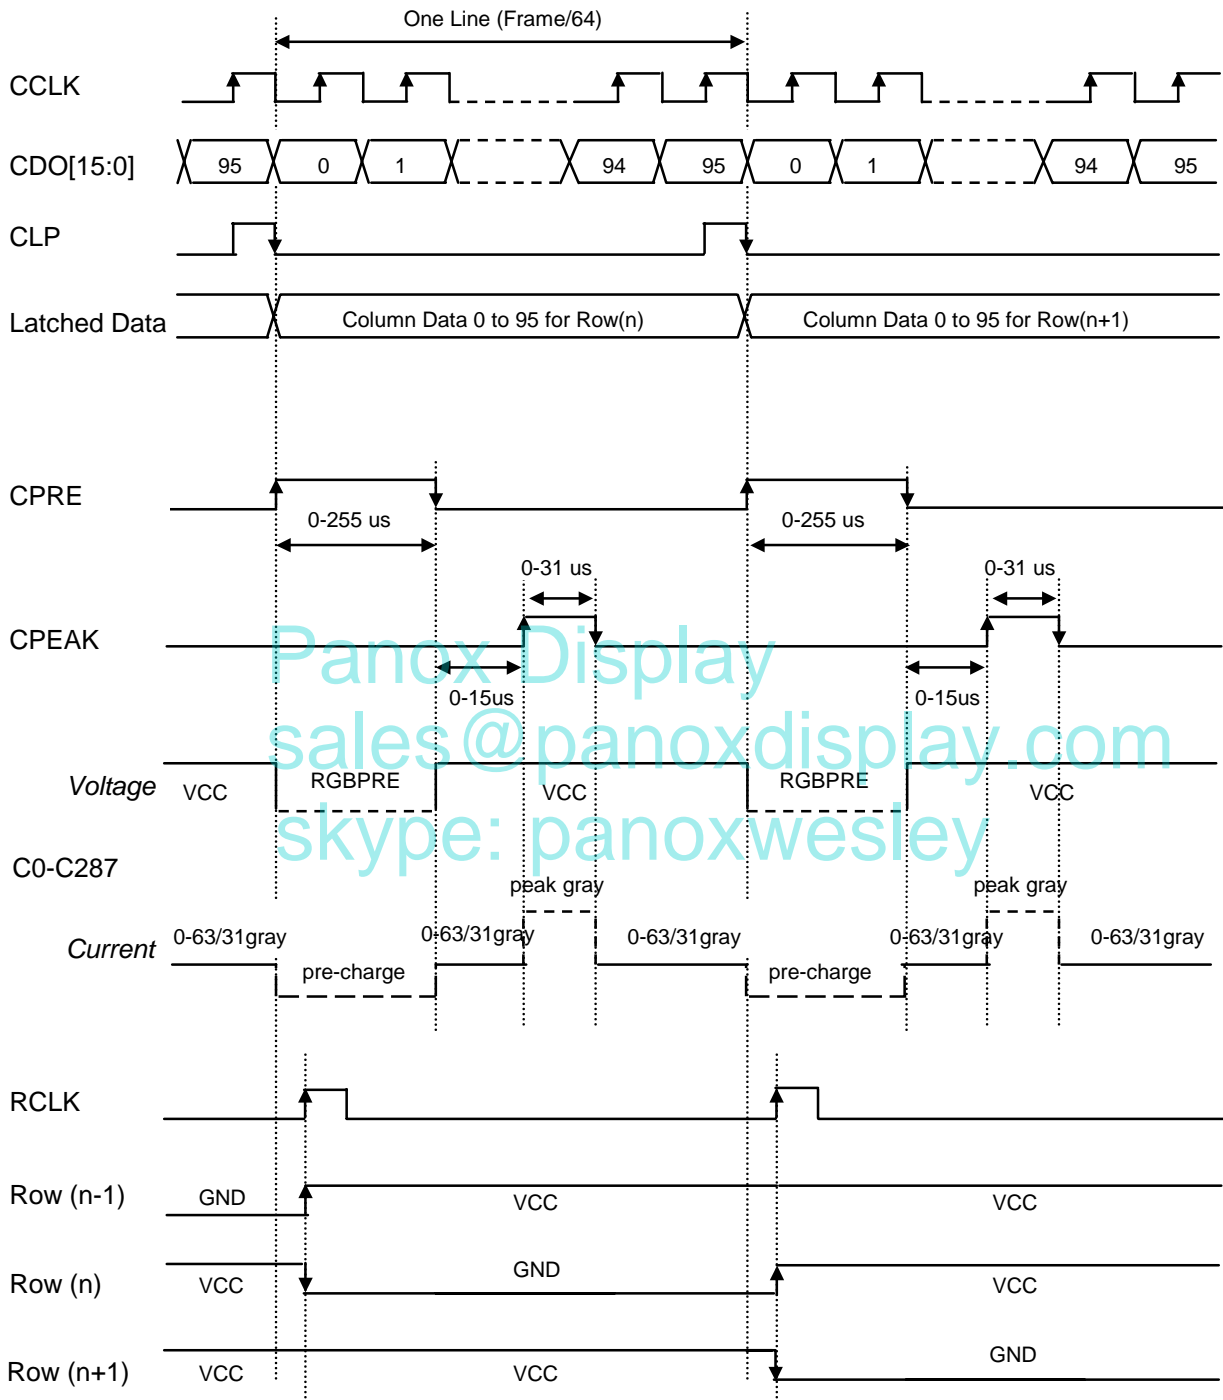 One Line (Frame/64)
CCLK
CDO[15:0] 95 0 1 94 95 0 1 94 95
CLP
Latched Data Column Data 0 to 95 for Row(n) Column Data 0 to 95 for Row(n+1)
CPRE
0-255 us 0-255 us
0-31 us 0-31 us
CPEAK
Panox Display
0-15us 0-15us
sales@panoxdisplay.com
Voltage VCC RGBPRE VCC RGBPRE VCC
skype: panoxwesley
C0-C287
peak gray peak gray
Current 0-63/31gray 0-63/31gray 0-63/31gray 0-63/31gray 0-63/31gray
pre-charge pre-charge
RCLK
Row (n-1) GND VCC VCC
Row (n) VCC GND VCC
Row (n+1) VCC VCC GND